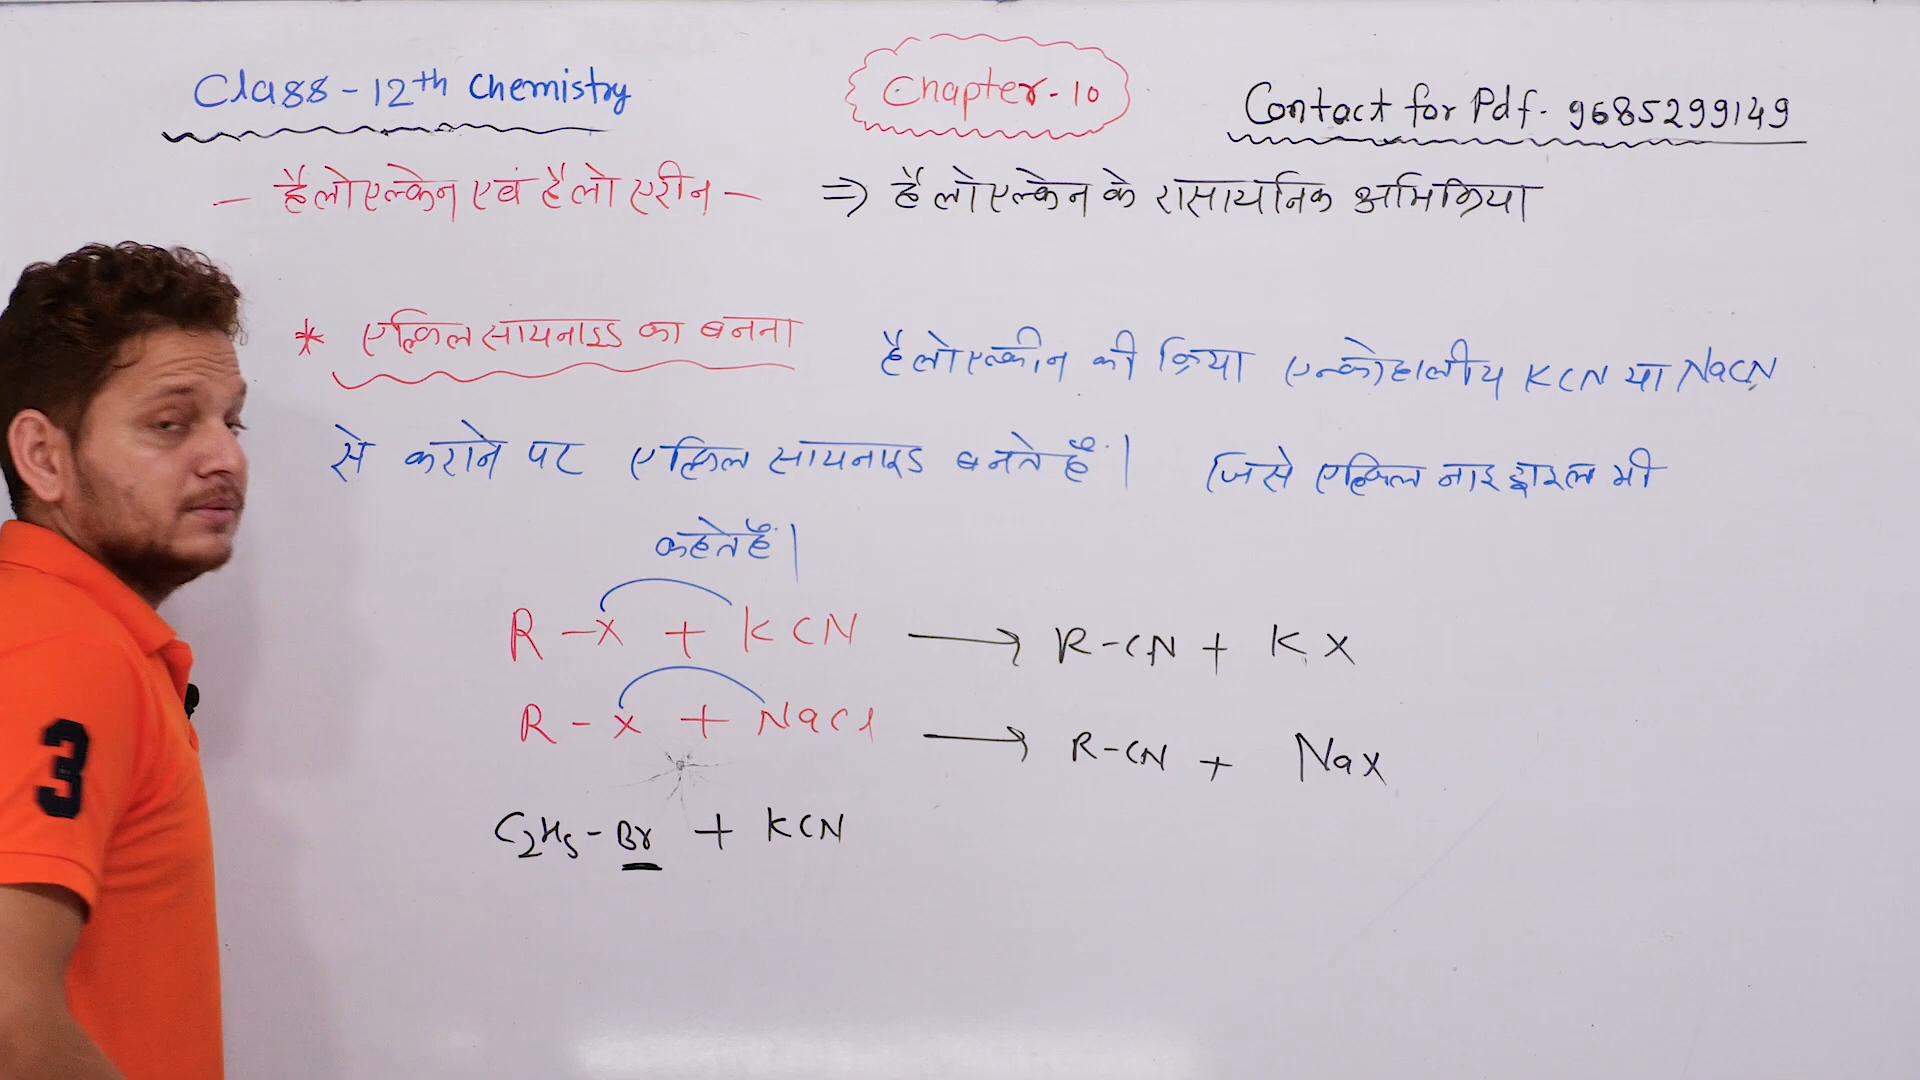 Class - 12th Chemistry
Chapter - 10
Contact for Pdf - 9685299149
- हैलोएल्केन एवं हैलोएरीन -
⇒ हैलोएल्केन के रासायनिक अभिक्रिया
* एल्किल सायनाइड का बनना
हैलोएल्कीन की क्रिया एल्कोहालीय KCN या NaCN
से कराने पर एल्किल सायनाइड बनते हैं। जिसे एल्किल नाइट्राइल भी
कहते हैं।
R - X + KCN → R-CN + KX
R - X + NaCl → R-CN + NaX
C2H5 - Br + KCN
3